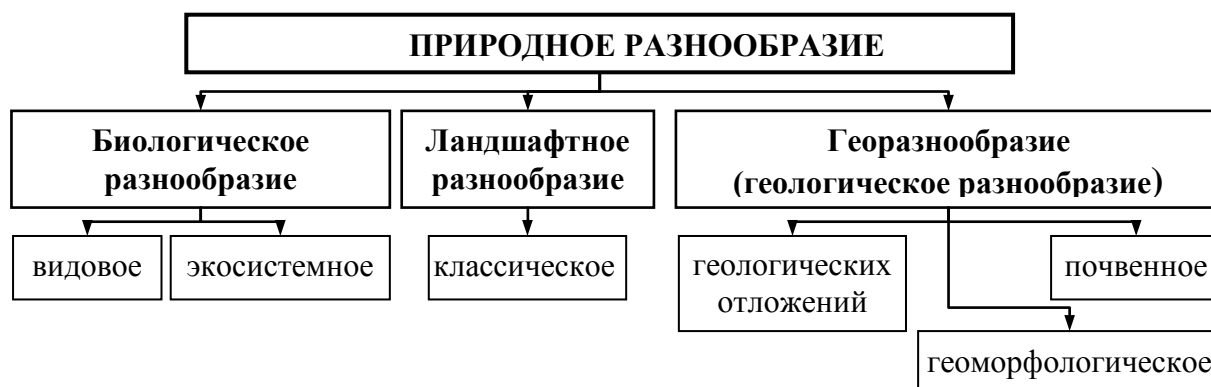 ПРИРОДНОЕ РАЗНООБРАЗИЕ
Биологическое
разнообразие
Ландшафтное
разнообразие
Георазнообразие
(геологическое разнообразие)
видовое
экосистемное
классическое
геологических
отложений
почвенное
геоморфологическое